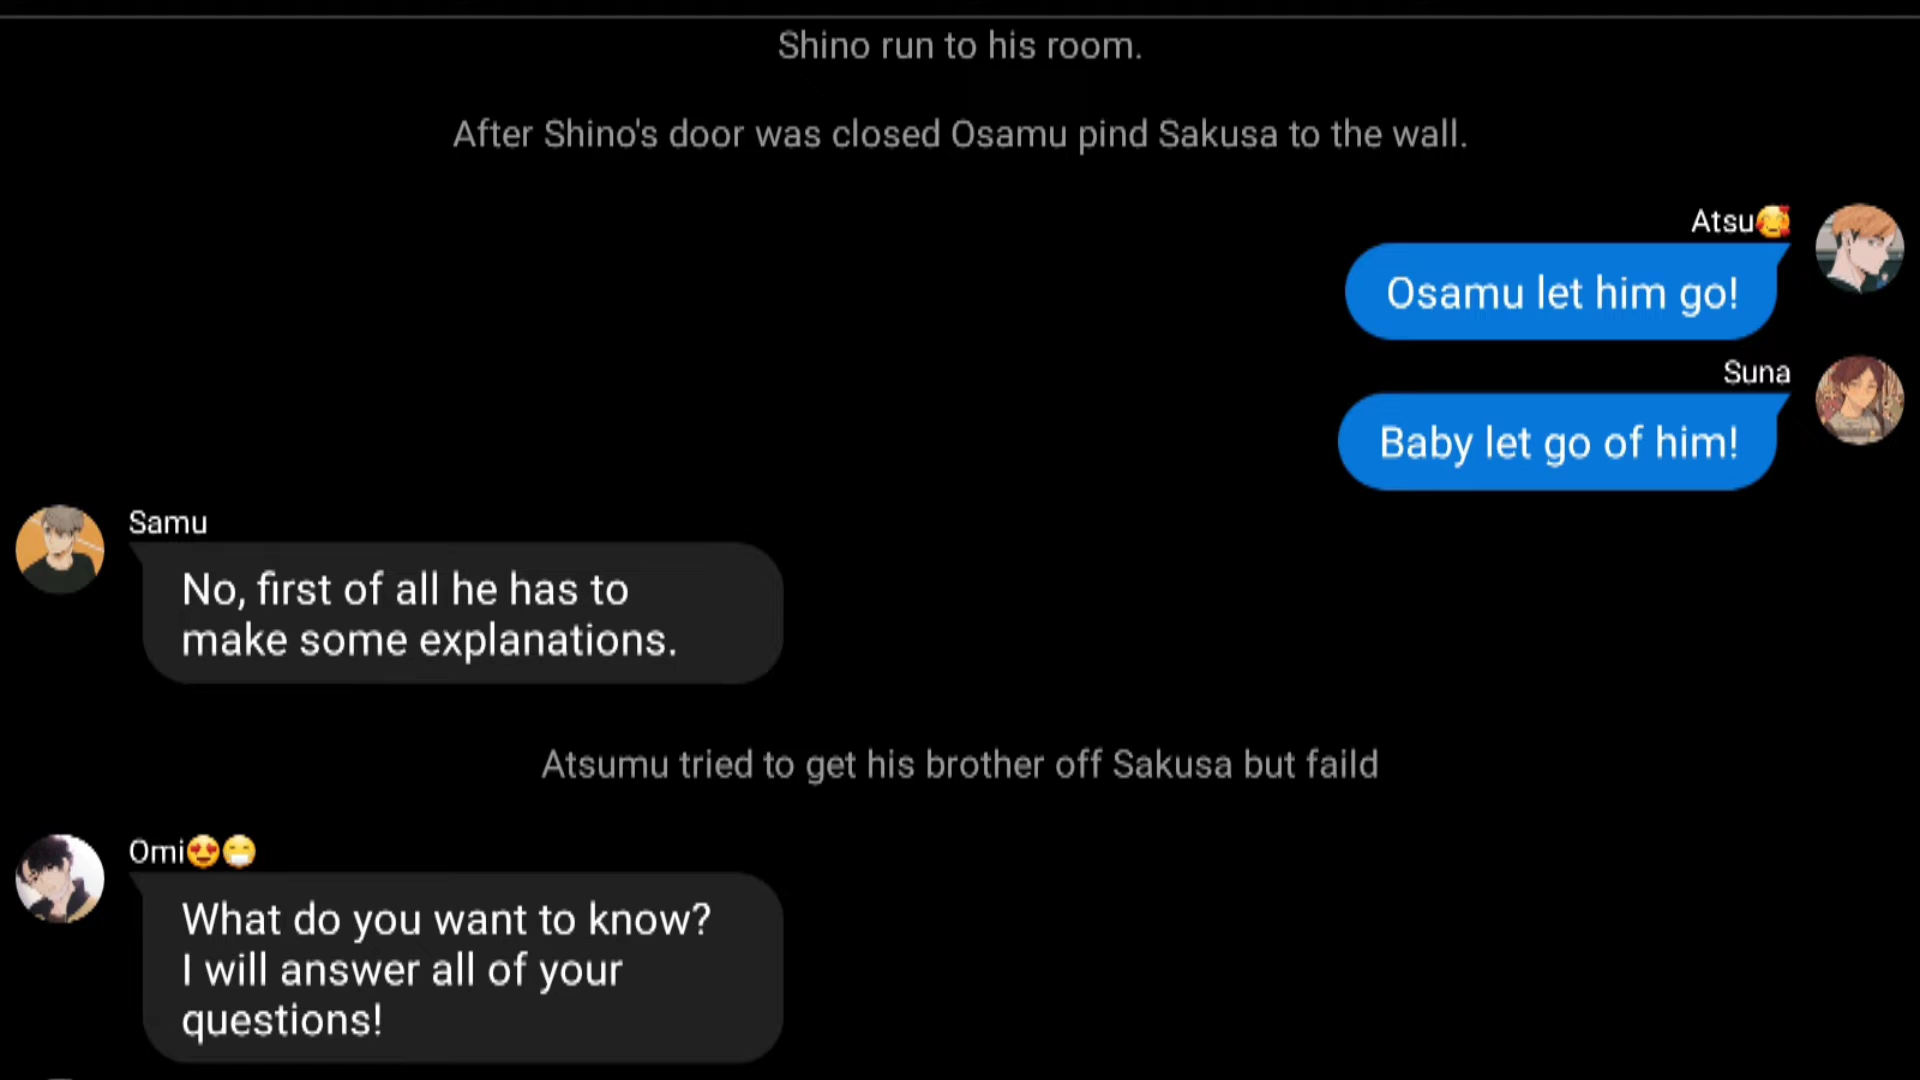 Shino run to his room.
After Shino's door was closed Osamu pind Sakusa to the wall.
Atsu🥰
Osamu let him go!
Suna
Baby let go of him!
Samu
No, first of all he has to
make some explanations.
Atsumu tried to get his brother off Sakusa but faild
Omi😍😷
What do you want to know?
I will answer all of your
questions!